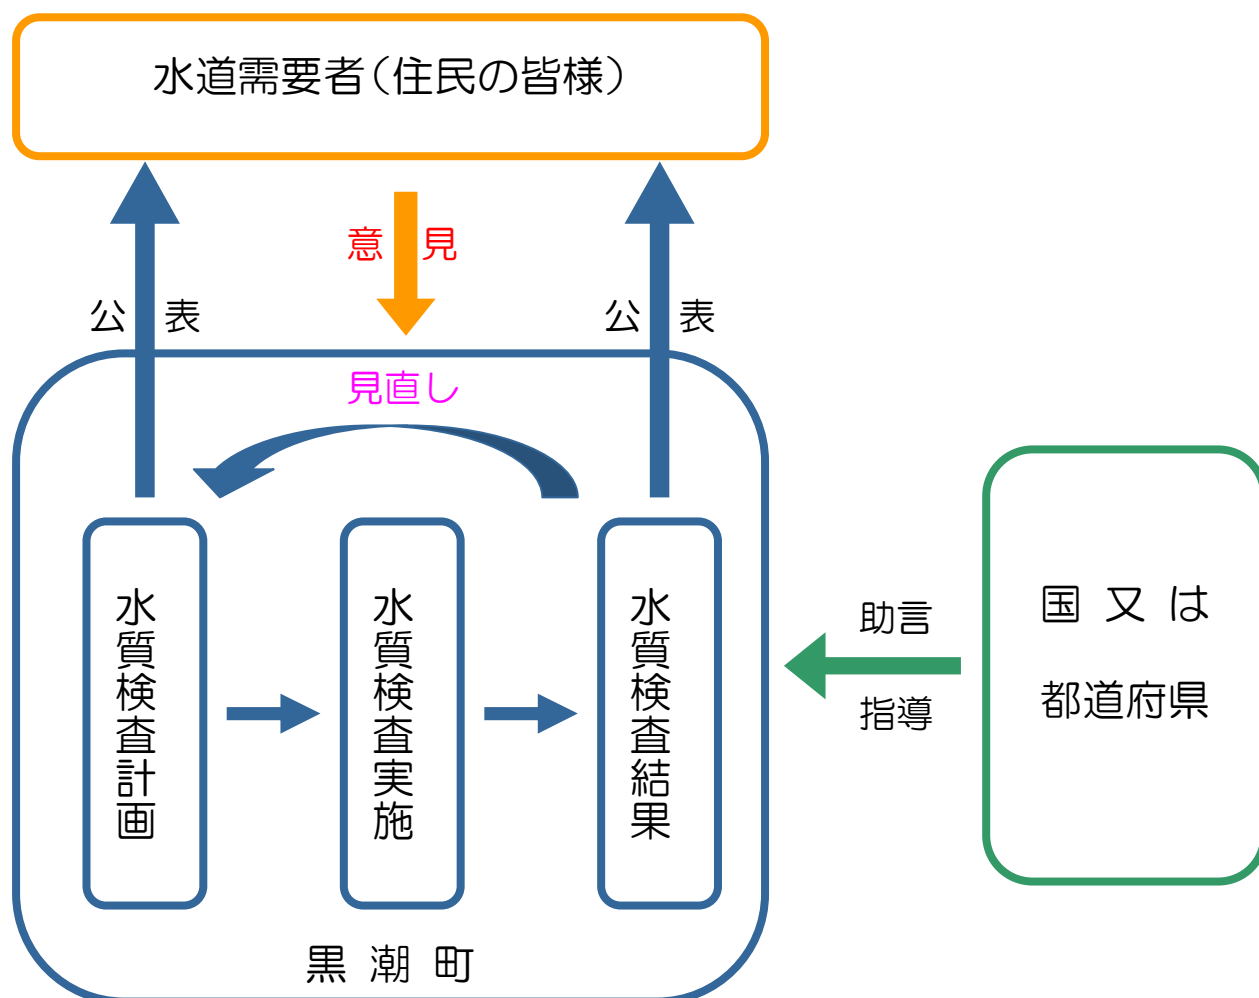 水道需要者(住民の皆様)
意見
公表
公表
見直し
水質検査計画
水質検査実施
水質検査結果
助言
指導
国又は
都道府県
黒潮町